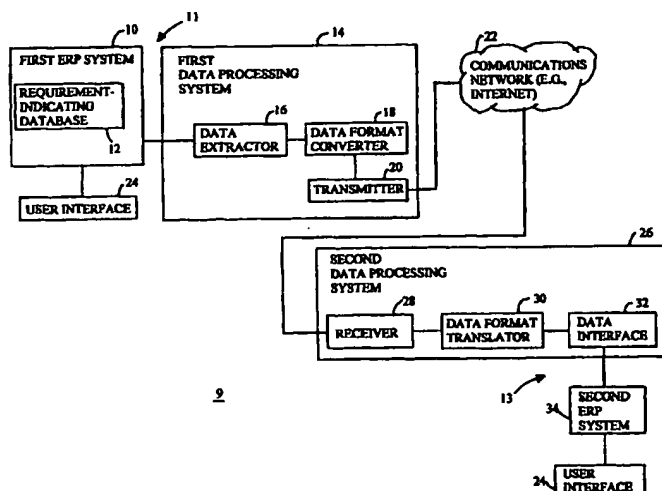 10
11
FIRST ERP SYSTEM
REQUIREMENT-
INDICATING
DATABASE
12
24
USER INTERFACE
14
FIRST
DATA PROCESSING
SYSTEM
16
DATA
EXTRACTOR
18
DATA FORMAT
CONVERTER
20
TRANSMITTER
22
COMMUNICATIONS
NETWORK (E.G.,
INTERNET)
26
SECOND
DATA PROCESSING
SYSTEM
28
RECEIVER
30
DATA FORMAT
TRANSLATOR
32
DATA
INTERFACE
9
13
34
SECOND
ERP
SYSTEM
24
USER
INTERFACE